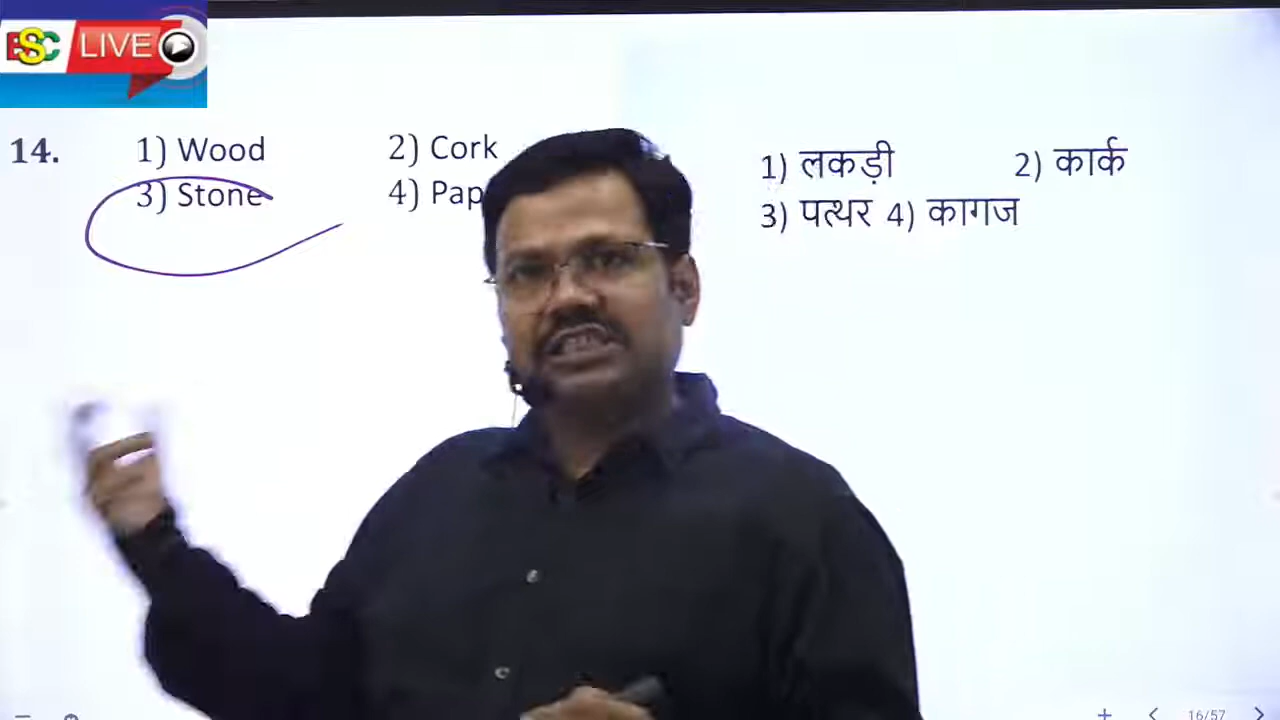 BSC LIVE
14. 1) Wood 2) Cork
3) Stone 4) Pap
1) लकड़ी 2) कार्क
3) पत्थर 4) कागज
16/57